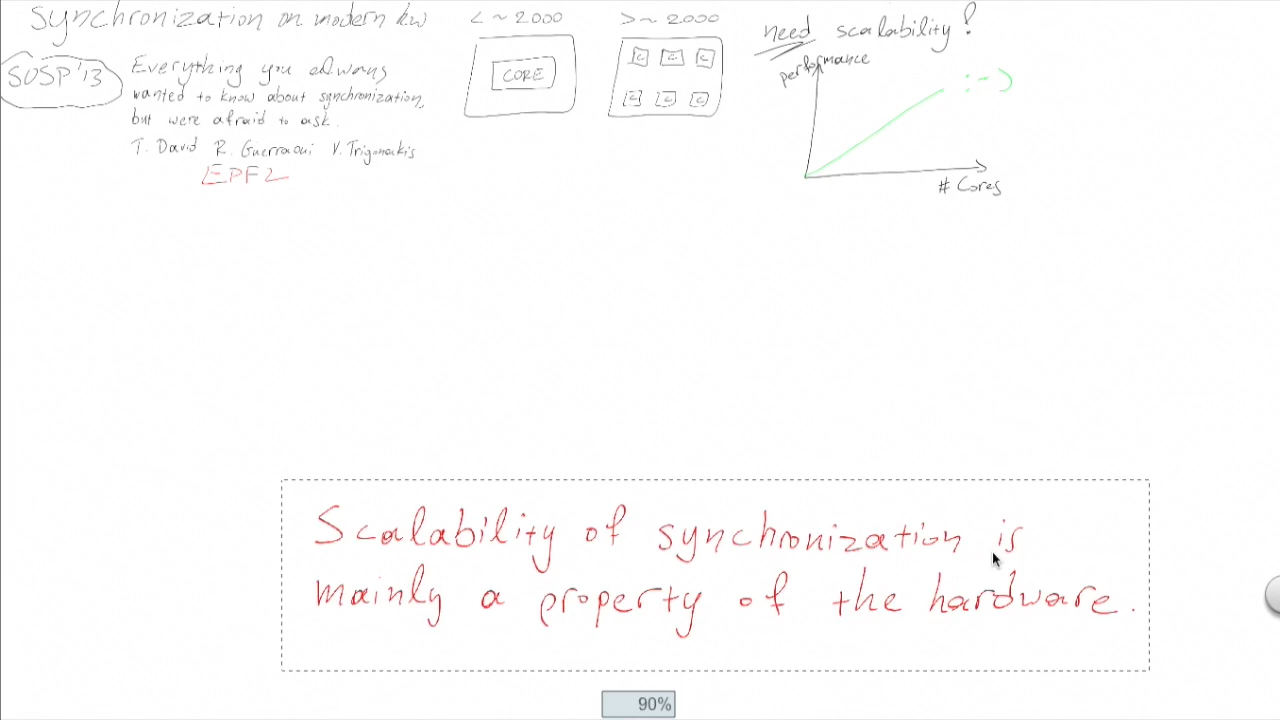 Synchronization on modern hw
SOSP'13
Everything you always
wanted to know about synchronization,
but were afraid to ask.
T. David R. Guerraoui V. Trigonakis
EPFL
< ~ 2000
CORE
> ~ 2000
C C C
C C C
need scalability!
performance
:-)
# Cores
Scalability of synchronization is
mainly a property of the hardware.
90%